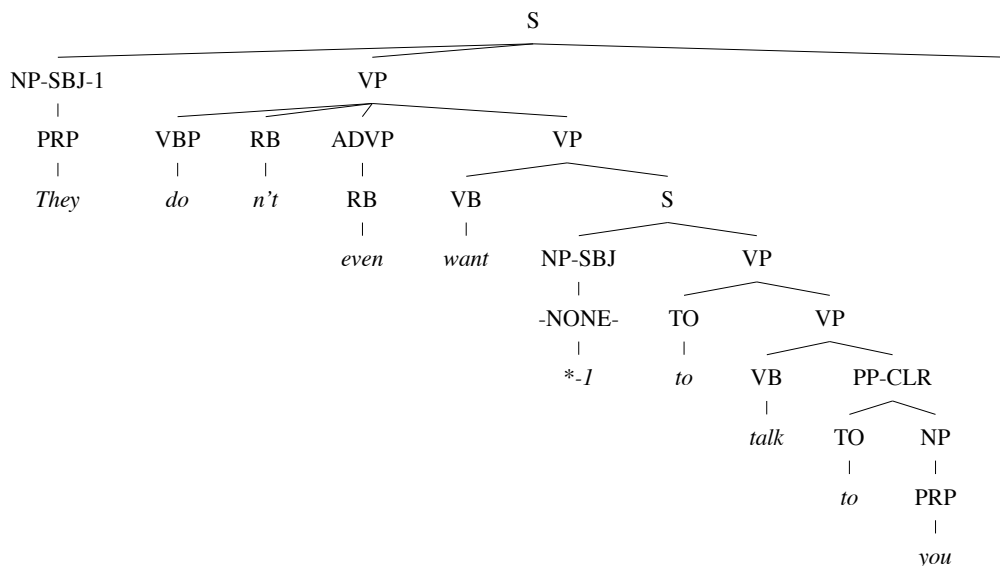 S
NP-SBJ-1 VP
PRP VBP RB ADVP VP
They do n't RB VB S
even want NP-SBJ VP
-NONE- TO VP
*-1 to VB PP-CLR
talk TO NP
to PRP
you